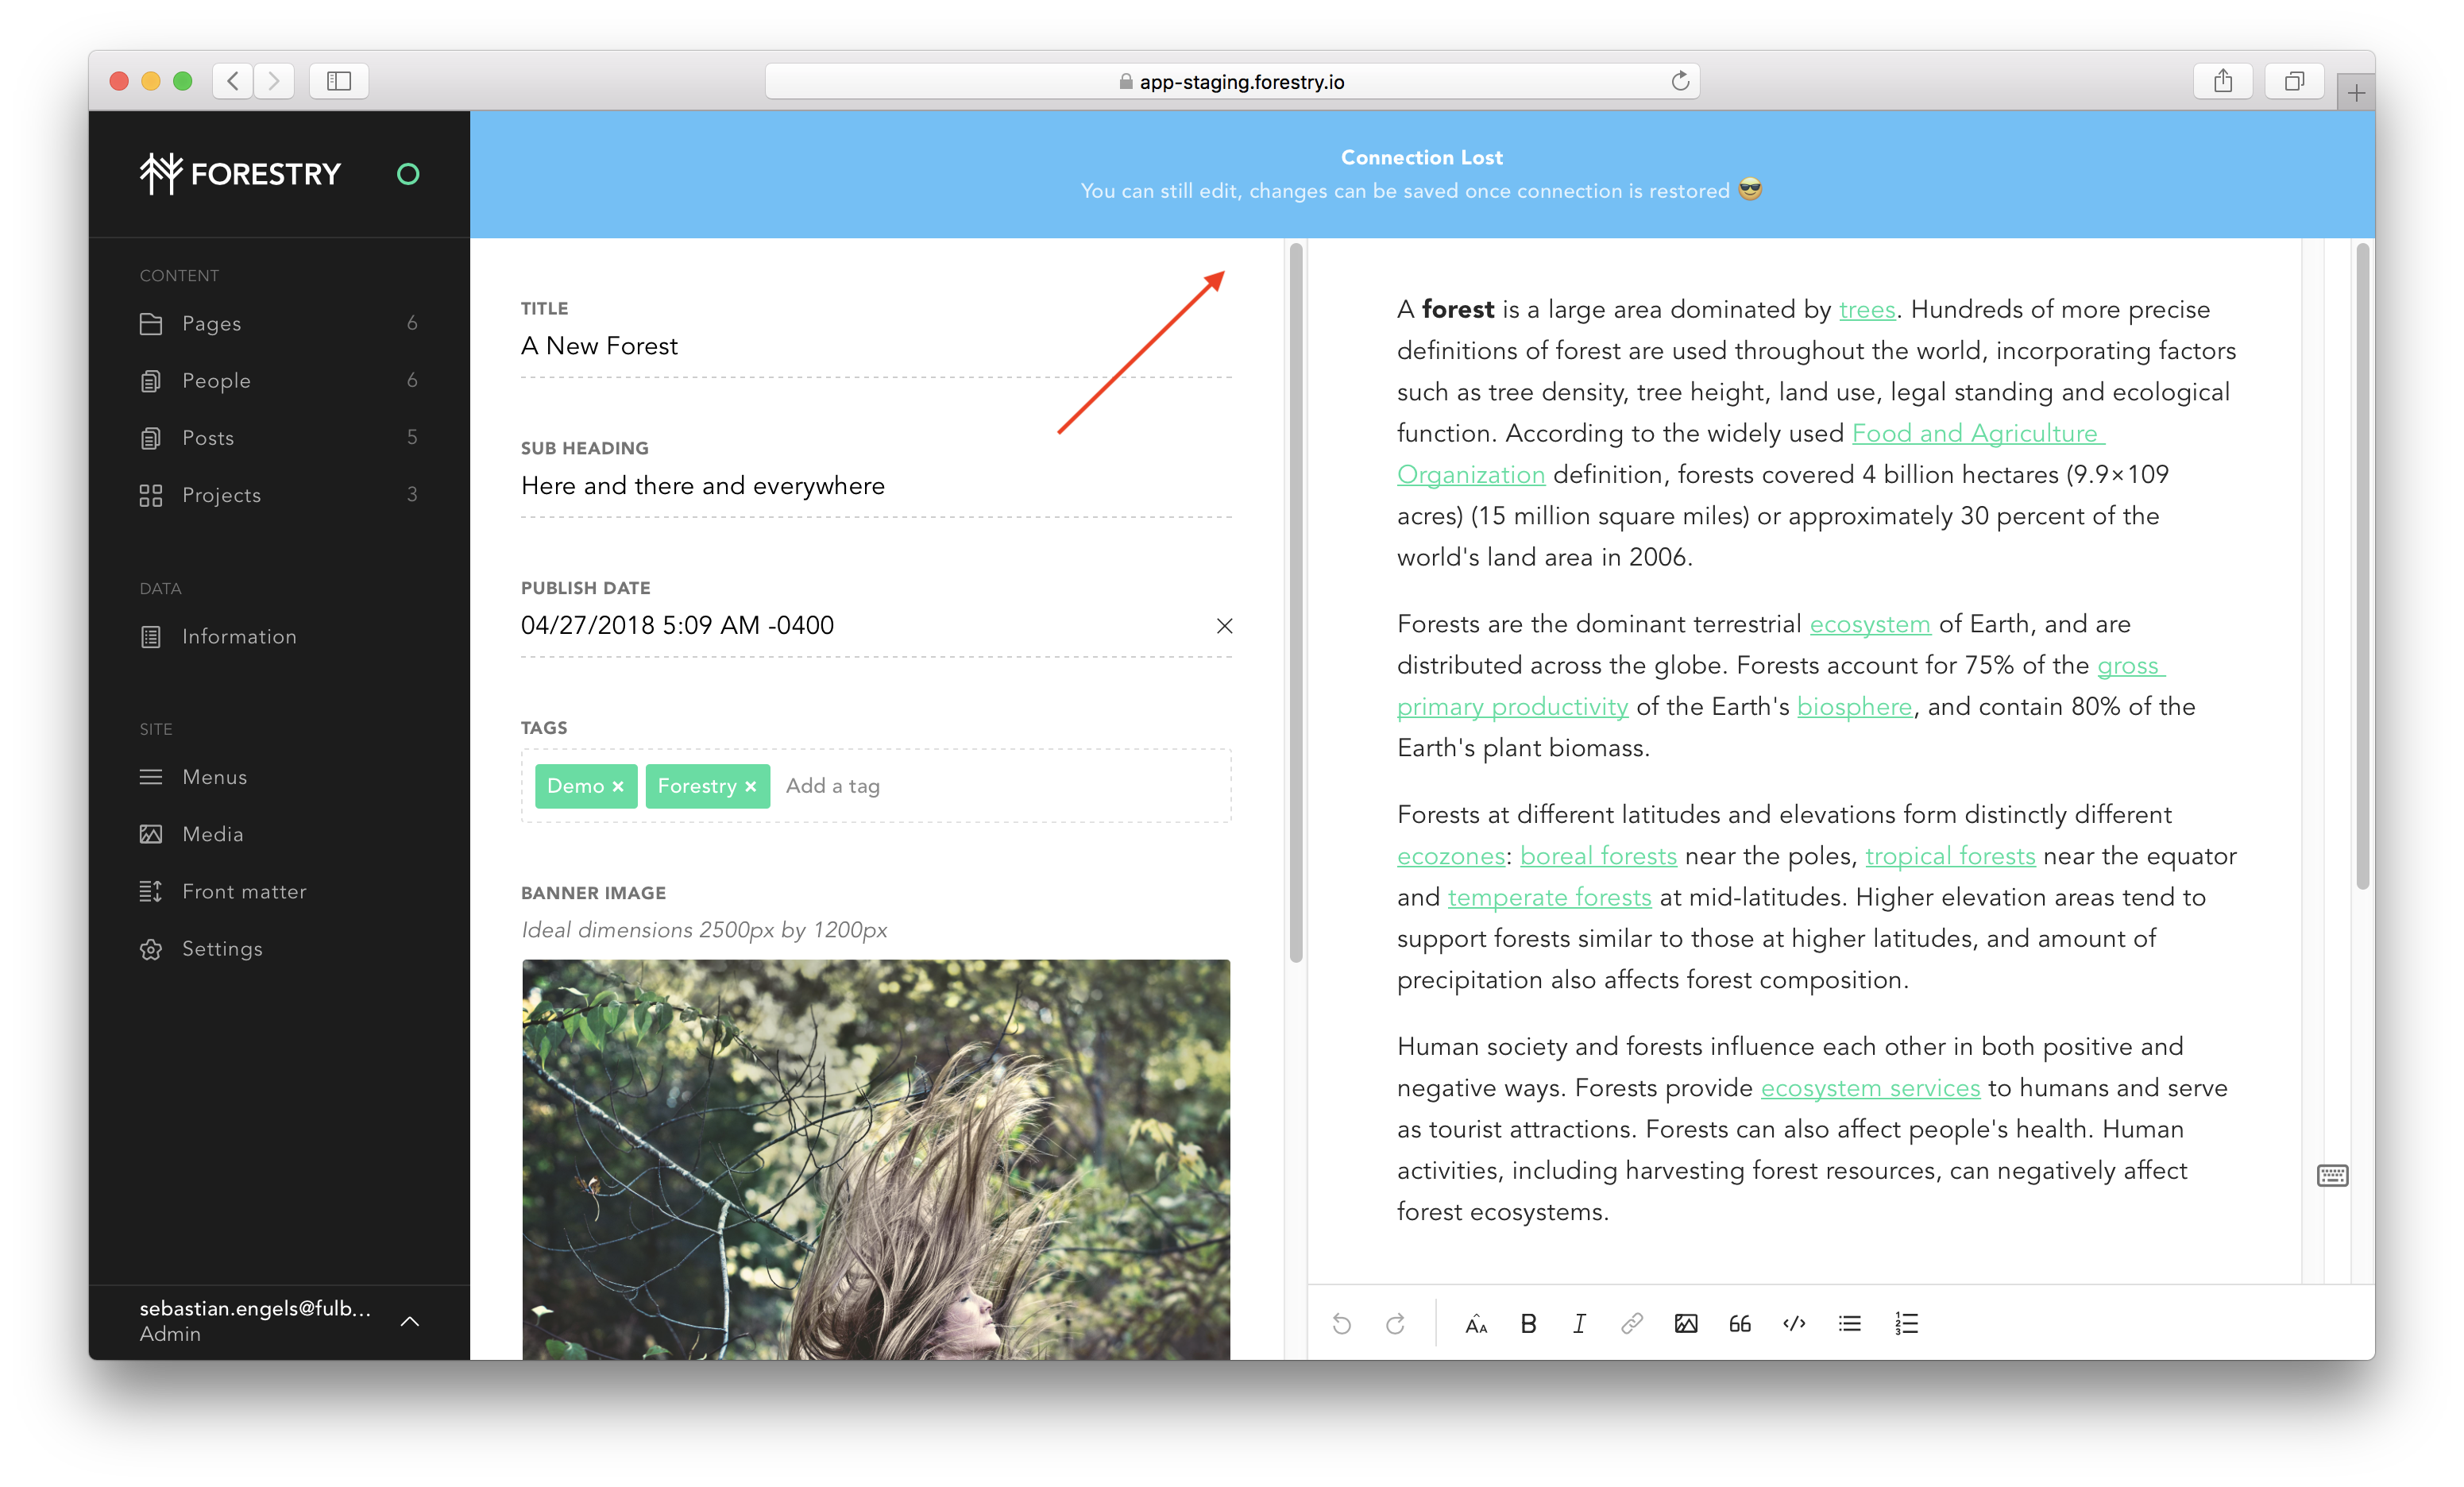 app-staging.forestry.io
FORESTRY
Connection Lost
You can still edit, changes can be saved once connection is restored 😎
CONTENT
Pages 6
People 6
Posts 5
Projects 3
DATA
Information
SITE
Menus
Media
Front matter
Settings
sebastian.engels@fulb...
Admin
TITLE
A New Forest
SUB HEADING
Here and there and everywhere
PUBLISH DATE
04/27/2018 5:09 AM -0400
TAGS
Demo × Forestry × Add a tag
BANNER IMAGE
Ideal dimensions 2500px by 1200px
A forest is a large area dominated by trees. Hundreds of more precise
definitions of forest are used throughout the world, incorporating factors
such as tree density, tree height, land use, legal standing and ecological
function. According to the widely used Food and Agriculture
Organization definition, forests covered 4 billion hectares (9.9×109
acres) (15 million square miles) or approximately 30 percent of the
world's land area in 2006.
Forests are the dominant terrestrial ecosystem of Earth, and are
distributed across the globe. Forests account for 75% of the gross
primary productivity of the Earth's biosphere, and contain 80% of the
Earth's plant biomass.
Forests at different latitudes and elevations form distinctly different
ecozones: boreal forests near the poles, tropical forests near the equator
and temperate forests at mid-latitudes. Higher elevation areas tend to
support forests similar to those at higher latitudes, and amount of
precipitation also affects forest composition.
Human society and forests influence each other in both positive and
negative ways. Forests provide ecosystem services to humans and serve
as tourist attractions. Forests can also affect people's health. Human
activities, including harvesting forest resources, can negatively affect
forest ecosystems.